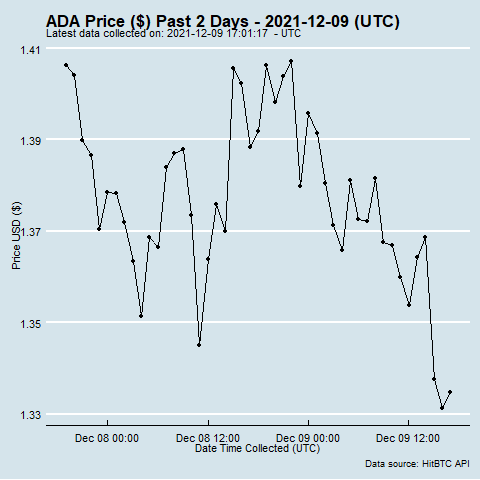 ADA Price ($) Past 2 Days - 2021-12-09 (UTC)
Latest data collected on: 2021-12-09 17:01:17 - UTC
1.41
1.39
1.37
1.35
1.33
Price USD ($)
Dec 08 00:00 Dec 08 12:00 Dec 09 00:00 Dec 09 12:00
Date Time Collected (UTC)
Data source: HitBTC API